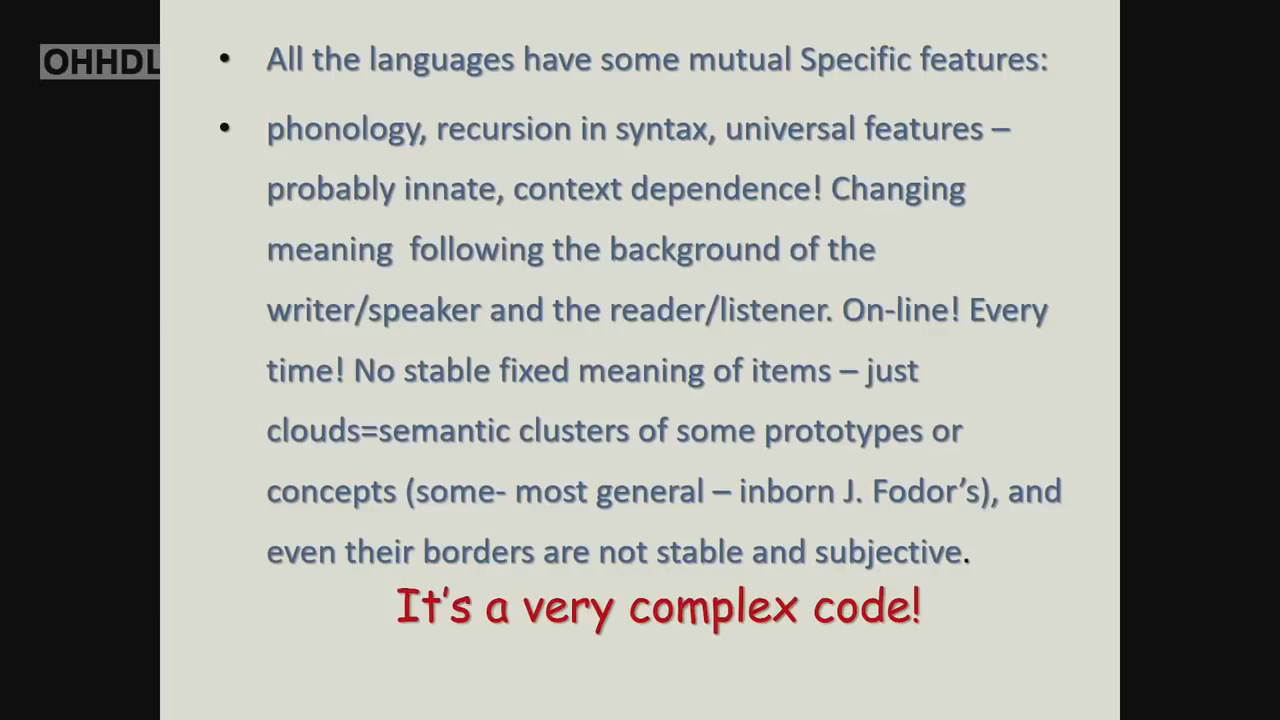 OHHDL
• All the languages have some mutual Specific features:
• phonology, recursion in syntax, universal features –
probably innate, context dependence! Changing
meaning  following the background of the
writer/speaker and the reader/listener. On-line! Every
time! No stable fixed meaning of items – just
clouds=semantic clusters of some prototypes or
concepts (some- most general – inborn J. Fodor’s), and
even their borders are not stable and subjective.
It’s a very complex code!